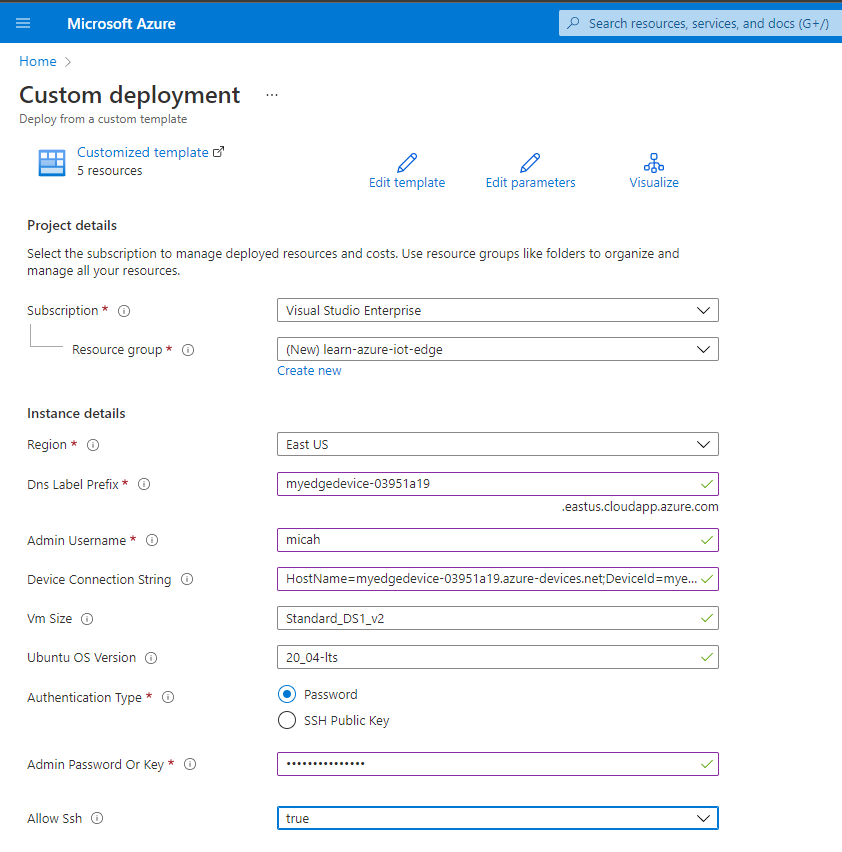 Microsoft Azure
Search resources, services, and docs (G+/)
Home
Custom deployment ...
Deploy from a custom template
Customized template
5 resources
Edit template
Edit parameters
Visualize
Project details
Select the subscription to manage deployed resources and costs. Use resource groups like folders to organize and
manage all your resources.
Subscription * Visual Studio Enterprise
Resource group * (New) learn-azure-iot-edge
Create new
Instance details
Region * East US
Dns Label Prefix * myedgedevice-03951a19
.eastus.cloudapp.azure.com
Admin Username * micah
Device Connection String HostName=myedgedevice-03951a19.azure-devices.net;DeviceId=mye...
Vm Size Standard_DS1_v2
Ubuntu OS Version 20_04-lts
Authentication Type * Password
SSH Public Key
Admin Password Or Key * •••••••••••••••
Allow Ssh true